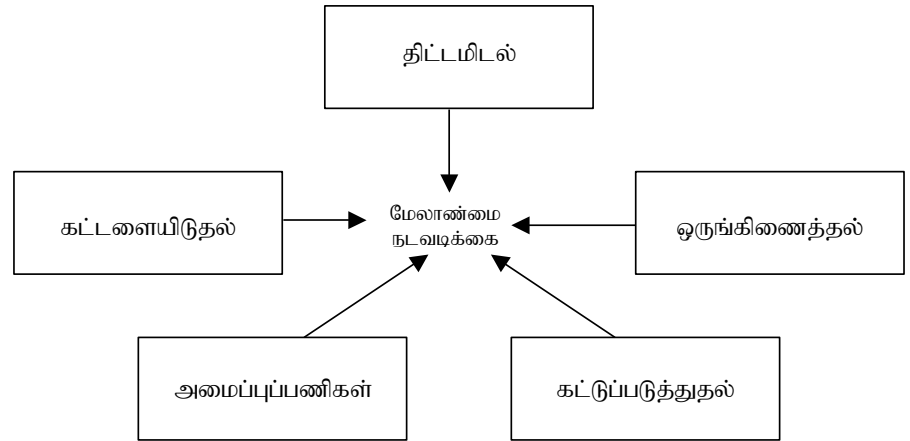 திட்டமிடல்
கட்டளையிடுதல்
மேலாண்மை
நடவடிக்கை
ஒருங்கிணைத்தல்
அமைப்புப்பணிகள்
கட்டுப்படுத்துதல்